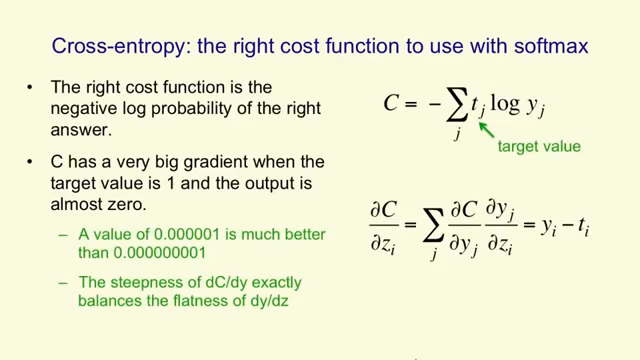 Cross-entropy: the right cost function to use with softmax
• The right cost function is the
negative log probability of the right
answer.
• C has a very big gradient when the
target value is 1 and the output is
almost zero.
– A value of 0.000001 is much better
than 0.000000001
– The steepness of dC/dy exactly
balances the flatness of dy/dz
C = − ∑_j t_j log y_j
target value
∂C/∂z_i = ∑_j ∂C/∂y_j ∂y_j/∂z_i = y_i − t_i